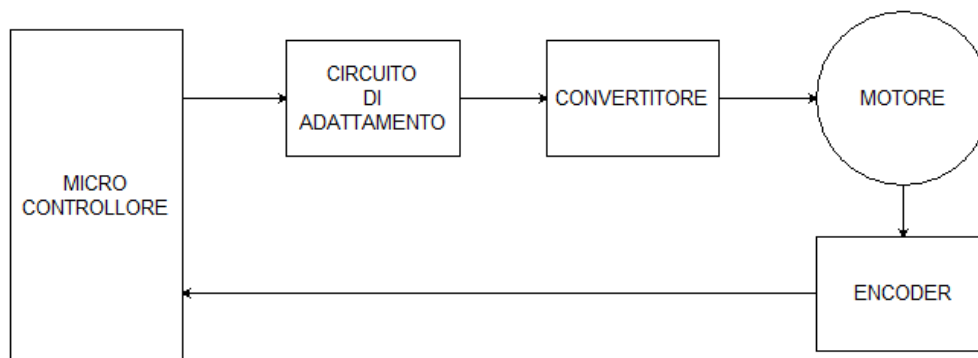 MICRO
CONTROLLORE
CIRCUITO
DI
ADATTAMENTO
CONVERTITORE
MOTORE
ENCODER